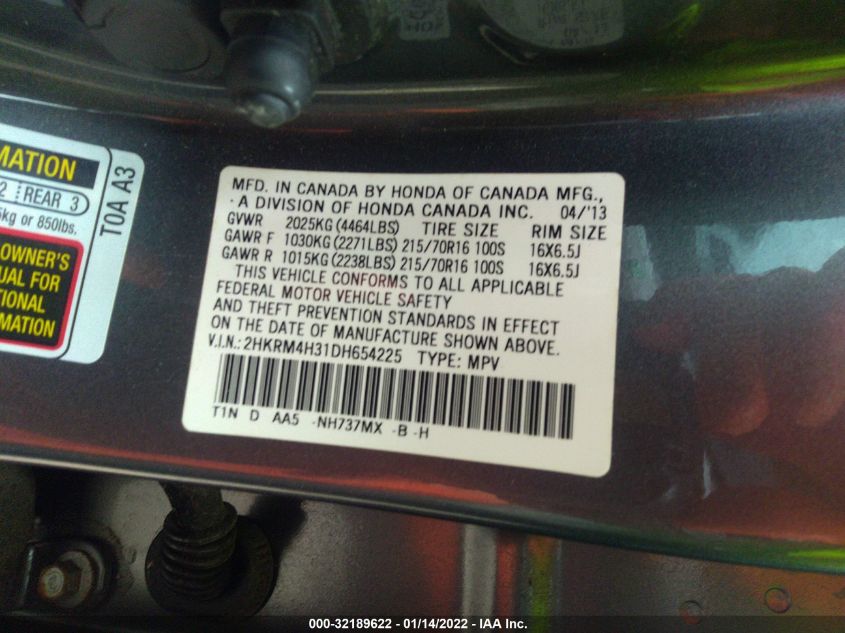 MATION
2 REAR 3
5kg or 850lbs.
OWNER'S
UAL FOR
TIONAL
RMATION
TOA A3
MFD. IN CANADA BY HONDA OF CANADA MFG.,
A DIVISION OF HONDA CANADA INC. 04/'13
GVWR 2025KG (4464LBS) TIRE SIZE RIM SIZE
GAWR F 1030KG (2271LBS) 215/70R16 100S 16X6.5J
GAWR R 1015KG (2238LBS) 215/70R16 100S 16X6.5J
THIS VEHICLE CONFORMS TO ALL APPLICABLE
FEDERAL MOTOR VEHICLE SAFETY
AND THEFT PREVENTION STANDARDS IN EFFECT
ON THE DATE OF MANUFACTURE SHOWN ABOVE.
V.I.N.: 2HKRM4H31DH654225 TYPE: MPV
T1N D AA5 -NH737MX -B -H
000-32189622 - 01/14/2022 - IAA Inc.